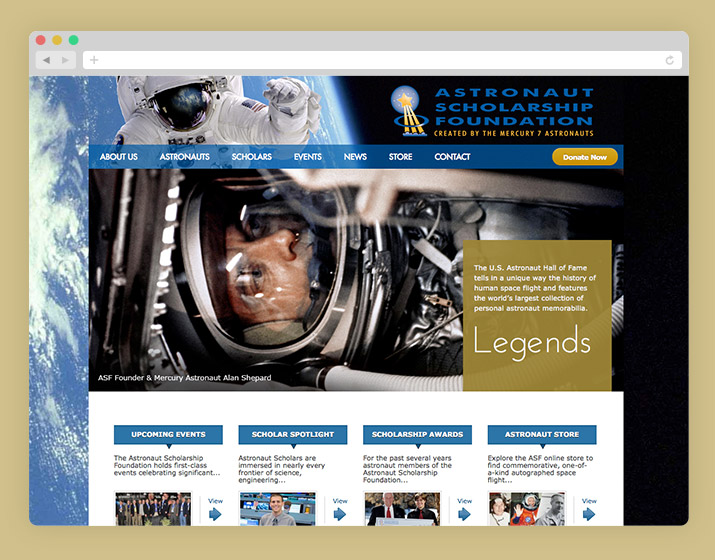 ASTRONAUT
SCHOLARSHIP
FOUNDATION
CREATED BY THE MERCURY 7 ASTRONAUTS
ABOUT US ASTRONAUTS SCHOLARS EVENTS NEWS STORE CONTACT Donate Now
The U.S. Astronaut Hall of Fame
tells in a unique way the history of
human space flight and features
the world's largest collection of
personal astronaut memorabilia.
Legends
ASF Founder & Mercury Astronaut Alan Shepard
UPCOMING EVENTS
The Astronaut Scholarship
Foundation holds first-class
events celebrating significant...
View
SCHOLAR SPOTLIGHT
Astronaut Scholars are
immersed in nearly every
frontier of science,
engineering...
View
SCHOLARSHIP AWARDS
For the past several years
astronaut members of the
Astronaut Scholarship
Foundation...
View
ASTRONAUT STORE
Explore the ASF online store to
find commemorative, one-of-
a-kind autographed space
flight...
View